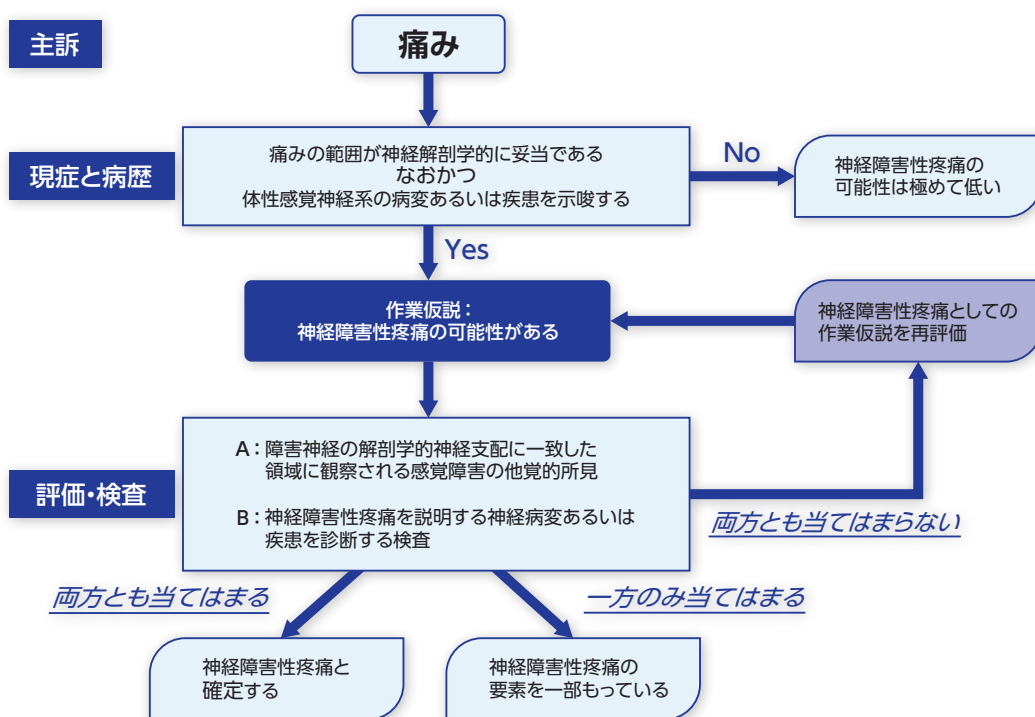 主訴
痛み
現症と病歴
痛みの範囲が神経解剖学的に妥当である
なおかつ
体性感覚神経系の病変あるいは疾患を示唆する
No
神経障害性疼痛の
可能性は極めて低い
Yes
作業仮説：
神経障害性疼痛の可能性がある
神経障害性疼痛としての
作業仮説を再評価
評価・検査
A：障害神経の解剖学的神経支配に一致した
領域に観察される感覚障害の他覚的所見
B：神経障害性疼痛を説明する神経病変あるいは
疾患を診断する検査
両方とも当てはまらない
両方とも当てはまる
一方のみ当てはまる
神経障害性疼痛と
確定する
神経障害性疼痛の
要素を一部もっている